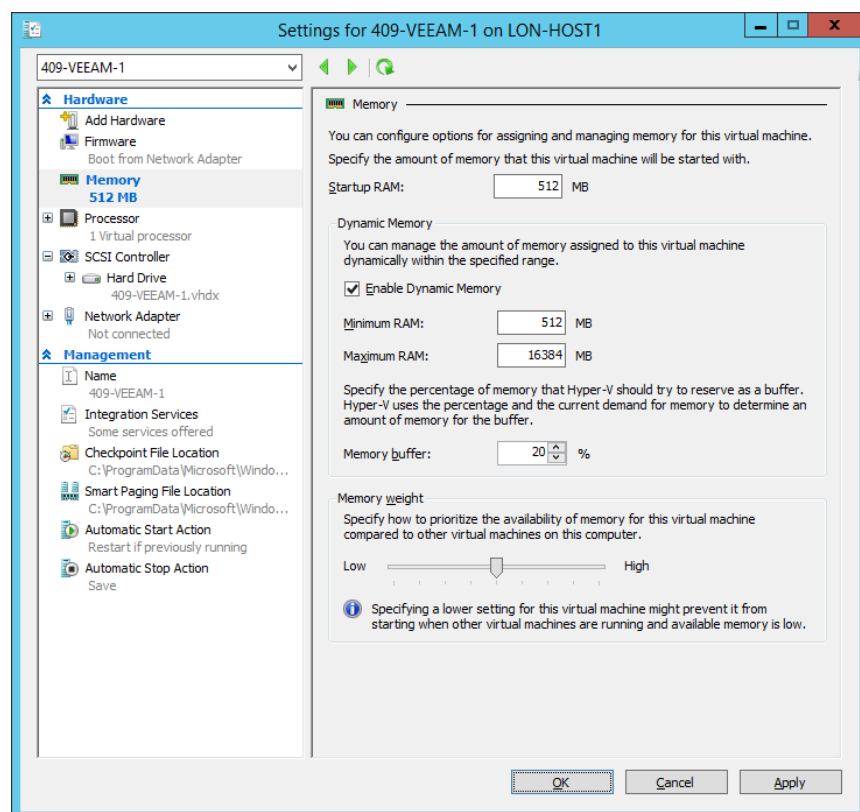 Settings for 409-VEEAM-1 on LON-HOST1
409-VEEAM-1
Hardware
Add Hardware
Firmware
Boot from Network Adapter
Memory
512 MB
Processor
1 Virtual processor
SCSI Controller
Hard Drive
409-VEEAM-1.vhdx
Network Adapter
Not connected
Management
Name
409-VEEAM-1
Integration Services
Some services offered
Checkpoint File Location
C:\ProgramData\Microsoft\Windo...
Smart Paging File Location
C:\ProgramData\Microsoft\Windo...
Automatic Start Action
Restart if previously running
Automatic Stop Action
Save
Memory
You can configure options for assigning and managing memory for this virtual machine.
Specify the amount of memory that this virtual machine will be started with.
Startup RAM: 512 MB
Dynamic Memory
You can manage the amount of memory assigned to this virtual machine
dynamically within the specified range.
Enable Dynamic Memory
Minimum RAM: 512 MB
Maximum RAM: 16384 MB
Specify the percentage of memory that Hyper-V should try to reserve as a buffer.
Hyper-V uses the percentage and the current demand for memory to determine an
amount of memory for the buffer.
Memory buffer: 20 %
Memory weight
Specify how to prioritize the availability of memory for this virtual machine
compared to other virtual machines on this computer.
Low High
Specifying a lower setting for this virtual machine might prevent it from
starting when other virtual machines are running and available memory is low.
OK Cancel Apply